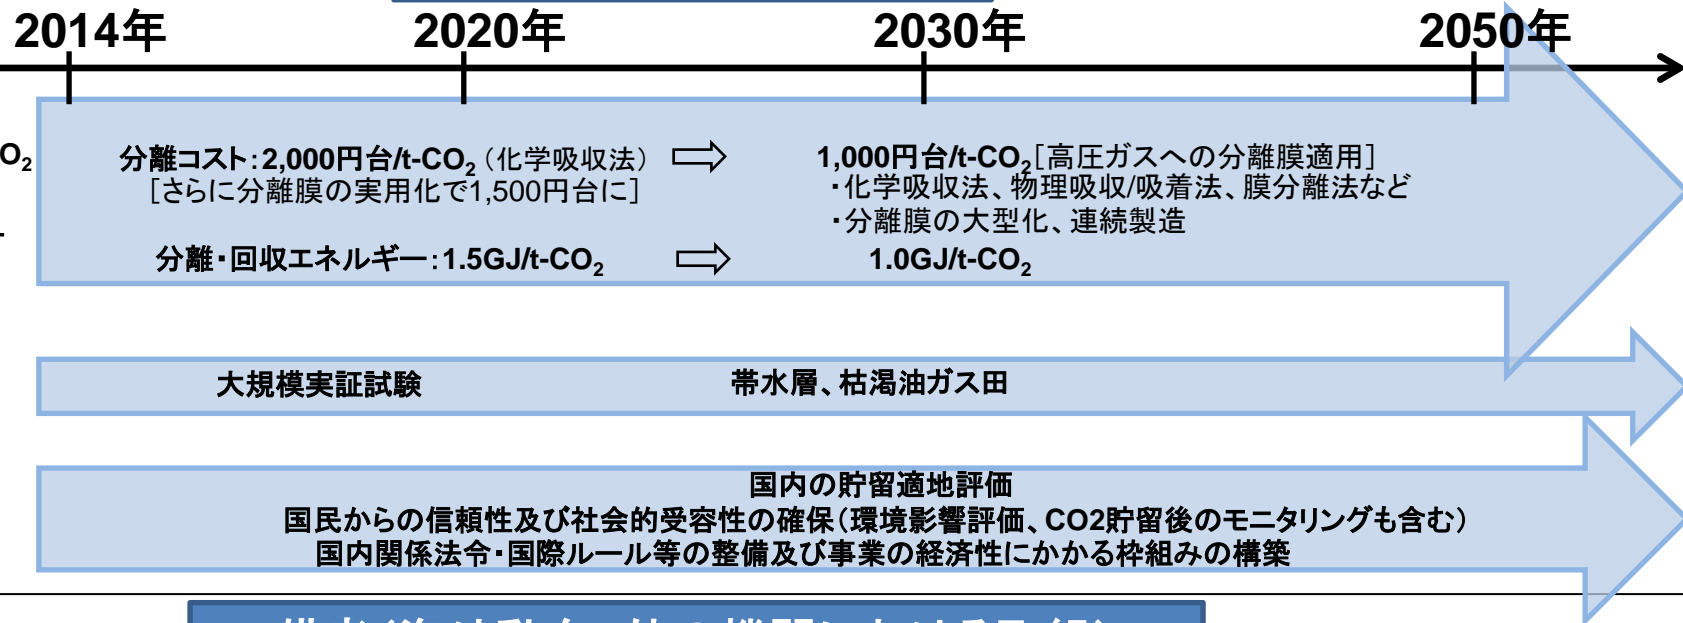 2014年 2020年 2030年 2050年
O2
分離コスト:2,000円台/t-CO2(化学吸収法) ⇨ 1,000円台/t-CO2[高圧ガスへの分離膜適用]
[さらに分離膜の実用化で1,500円台に]
・化学吸収法、物理吸収/吸着法、膜分離法など
・分離膜の大型化、連続製造
分離・回収エネルギー:1.5GJ/t-CO2 ⇨ 1.0GJ/t-CO2
大規模実証試験 帯水層、枯渇油ガス田
国内の貯留適地評価
国民からの信頼性及び社会的受容性の確保(環境影響評価、CO2貯留後のモニタリングも含む)
国内関係法令・国際ルール等の整備及び事業の経済性にかかる枠組みの構築